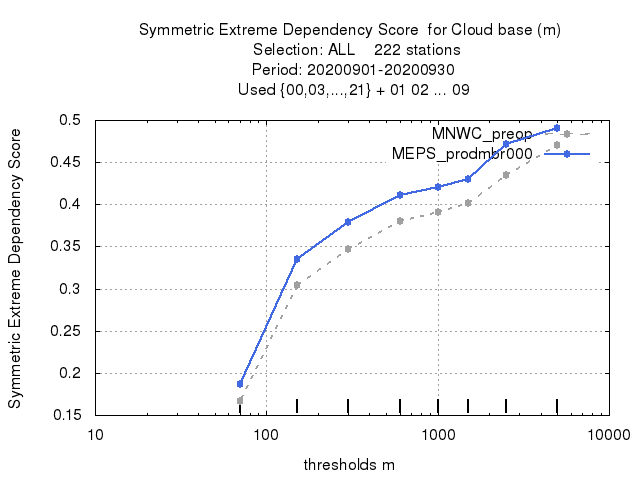 Symmetric Extreme Dependency Score  for Cloud base (m)
Selection: ALL    222 stations
Period: 20200901-20200930
Used {00,03,...,21} + 01 02 ... 09
Symmetric Extreme Dependency Score
0.5
0.45
0.4
0.35
0.3
0.25
0.2
0.15
MNWC_preop
MEPS_prodmbr000
10
100
1000
10000
thresholds m